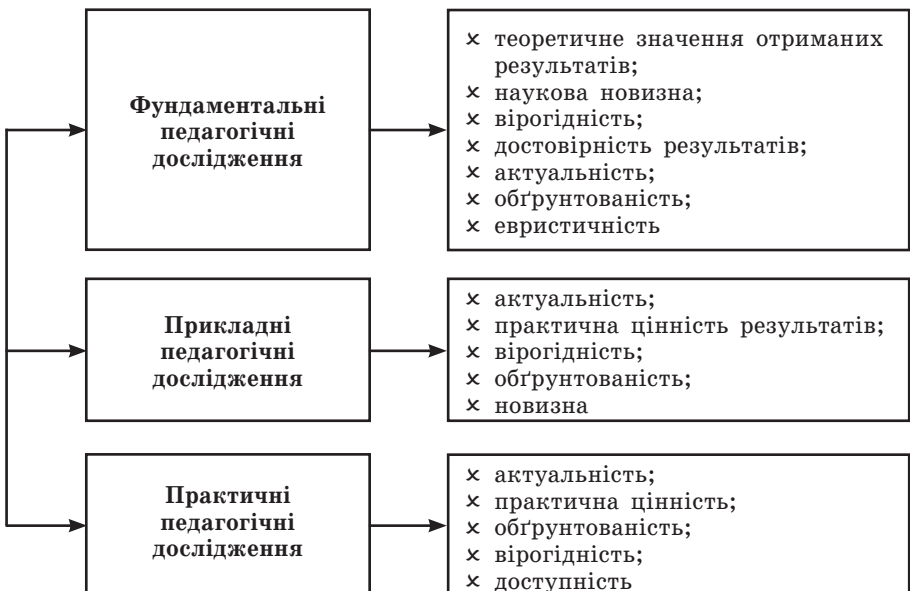 Фундаментальні
педагогічні
дослідження
× теоретичне значення отриманих
результатів;
× наукова новизна;
× вірогідність;
× достовірність результатів;
× актуальність;
× обґрунтованість;
× евристичність
Прикладні
педагогічні
дослідження
× актуальність;
× практична цінність результатів;
× вірогідність;
× обґрунтованість;
× новизна
Практичні
педагогічні
дослідження
× актуальність;
× практична цінність;
× обґрунтованість;
× вірогідність;
× доступність